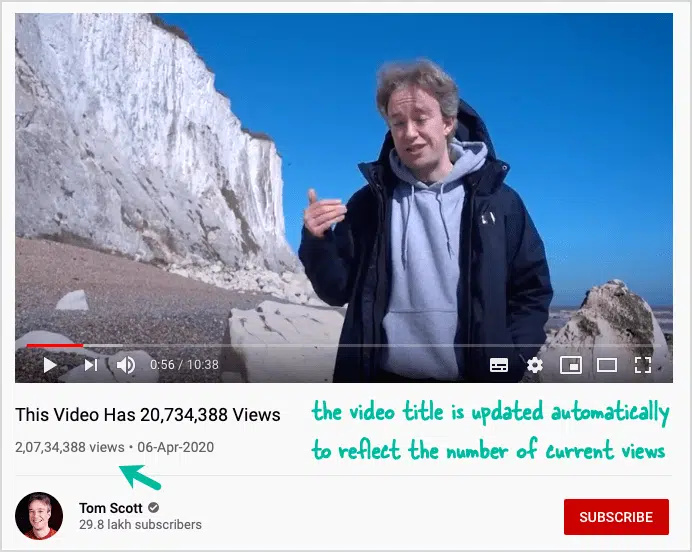 0:56 / 10:38
This Video Has 20,734,388 Views
2,07,34,388 views • 06-Apr-2020
the video title is updated automatically
to reflect the number of current views
Tom Scott
29.8 lakh subscribers
SUBSCRIBE